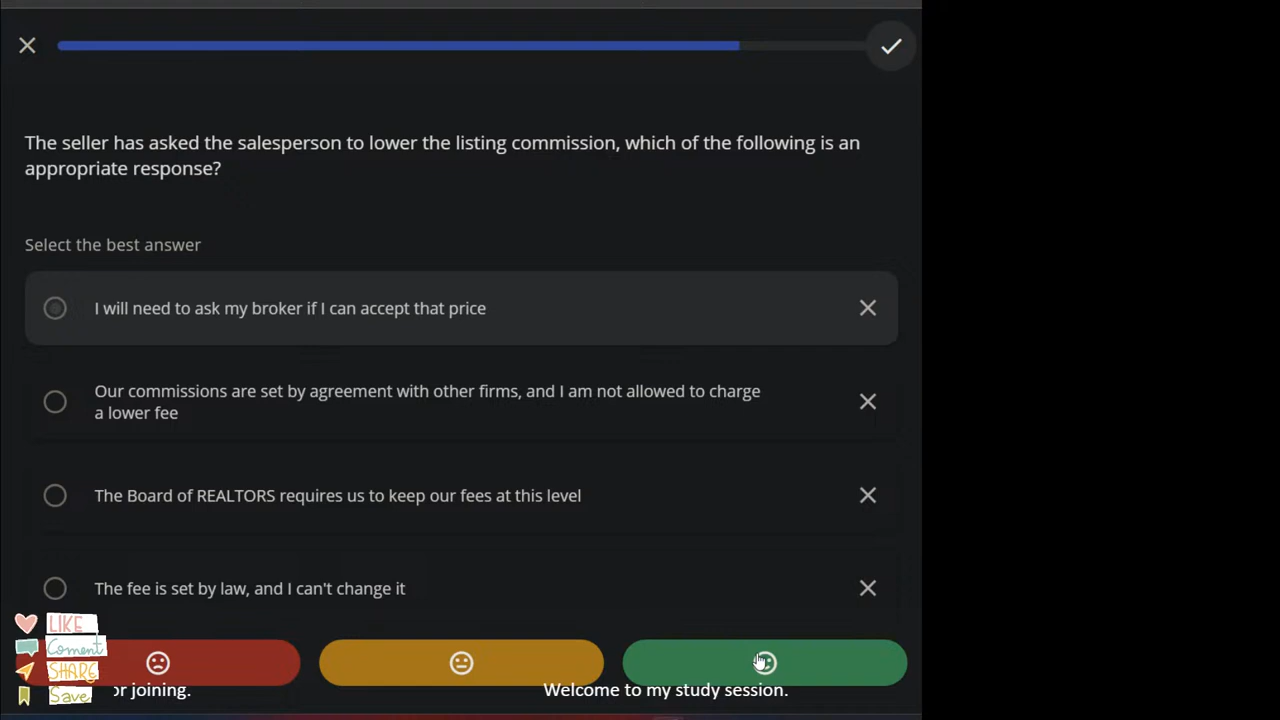 The seller has asked the salesperson to lower the listing commission, which of the following is an
appropriate response?
Select the best answer
I will need to ask my broker if I can accept that price
Our commissions are set by agreement with other firms, and I am not allowed to charge
a lower fee
The Board of REALTORS requires us to keep our fees at this level
The fee is set by law, and I can't change it
LIKE
Coment
SHARE
Save
or joining.
Welcome to my study session.